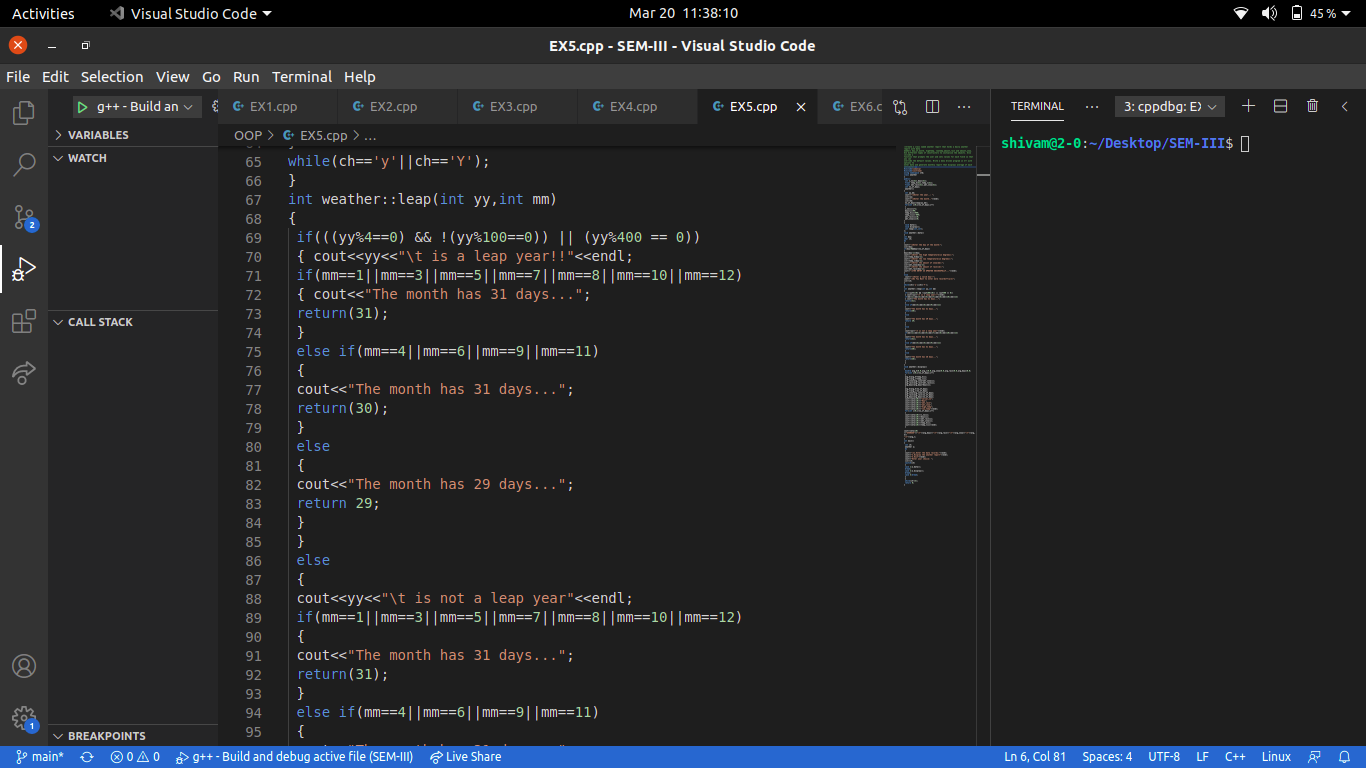 Activities Visual Studio Code Mar 20 11:38:10 45 %
EX5.cpp - SEM-III - Visual Studio Code
File Edit Selection View Go Run Terminal Help
g++ - Build an
EX1.cpp EX2.cpp EX3.cpp EX4.cpp EX5.cpp EX6.c
TERMINAL ... 3: cppdbg: EX
VARIABLES
WATCH
CALL STACK
BREAKPOINTS
2
1
OOP > EX5.cpp > ...
65 while(ch=='y'||ch=='Y');
66 }
67 int weather::leap(int yy,int mm)
68 {
69 if(((yy%4==0) && !(yy%100==0)) || (yy%400 == 0))
70 { cout<<yy<<"\t is a leap year!!"<<endl;
71 if(mm==1||mm==3||mm==5||mm==7||mm==8||mm==10||mm==12)
72 { cout<<"The month has 31 days...";
73 return(31);
74 }
75 else if(mm==4||mm==6||mm==9||mm==11)
76 {
77 cout<<"The month has 31 days...";
78 return(30);
79 }
80 else
81 {
82 cout<<"The month has 29 days...";
83 return 29;
84 }
85 }
86 else
87 {
88 cout<<yy<<"\t is not a leap year"<<endl;
89 if(mm==1||mm==3||mm==5||mm==7||mm==8||mm==10||mm==12)
90 {
91 cout<<"The month has 31 days...";
92 return(31);
93 }
94 else if(mm==4||mm==6||mm==9||mm==11)
95 {
shivam@2-0:~/Desktop/SEM-III$
main* 0 0 g++ - Build and debug active file (SEM-III) Live Share Ln 6, Col 81 Spaces: 4 UTF-8 LF C++ Linux